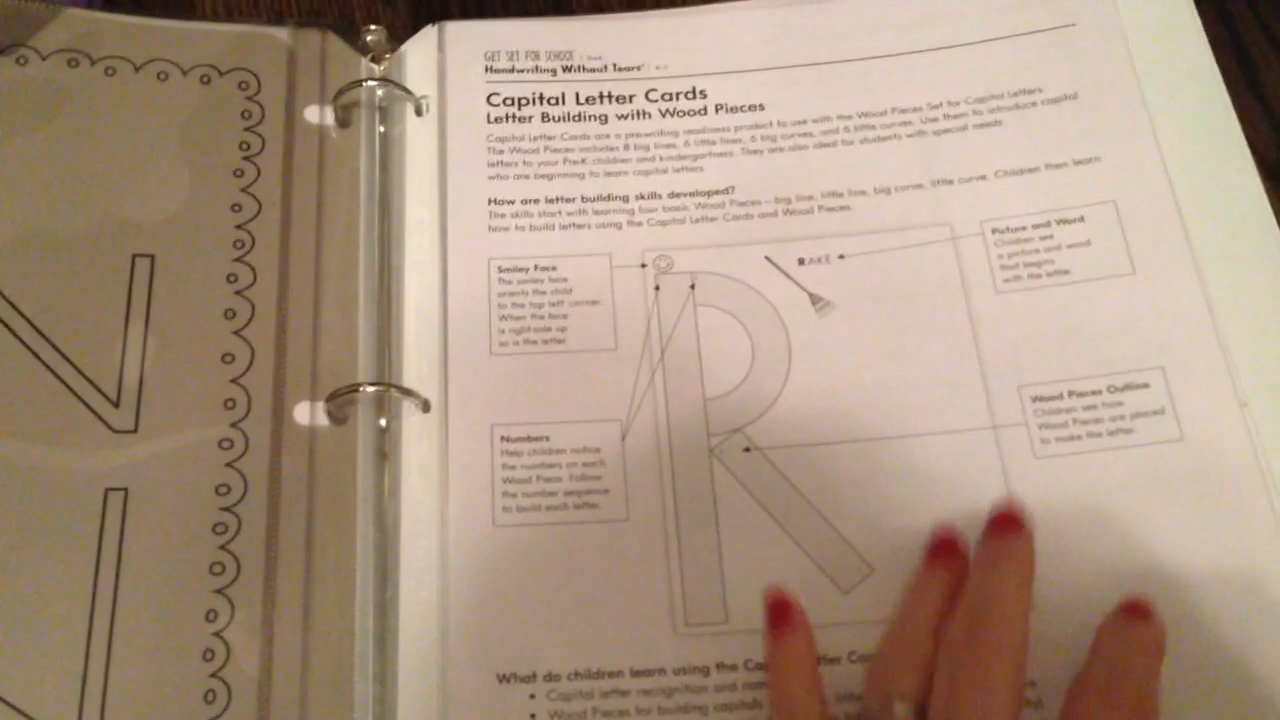 GET SET FOR SCHOOL
Handwriting Without Tears®
Capital Letter Cards
Letter Building with Wood Pieces
Capital Letter Cards are a pre-writing readiness product to use with the Wood Pieces Set for Capital Letters.
The Wood Pieces includes 8 big lines, 6 little lines, 6 big curves, and 6 little curves. Use them to introduce capital
letters to your Pre-K children and kindergartners. They are also ideal for students with special needs
who are beginning to learn capital letters.
How are letter building skills developed?
The skills start with learning four basic Wood Pieces – big line, little line, big curve, little curve. Children then learn
how to build letters using the Capital Letter Cards and Wood Pieces.
Smiley Face
The smiley face
orients the child
to the top left corner.
When the face
is right-side up
so is the letter.
RAKE
Picture and Word
Children see
a picture and word
that begins
with the letter.
Numbers
Help children notice
the numbers on each
Wood Piece. Follow
the number sequence
to build each letter.
Wood Pieces Outline
Children see how
Wood Pieces are placed
to make the letter.
What do children learn using the
• Capital letter recognition and
• Wood Pieces for building capitals